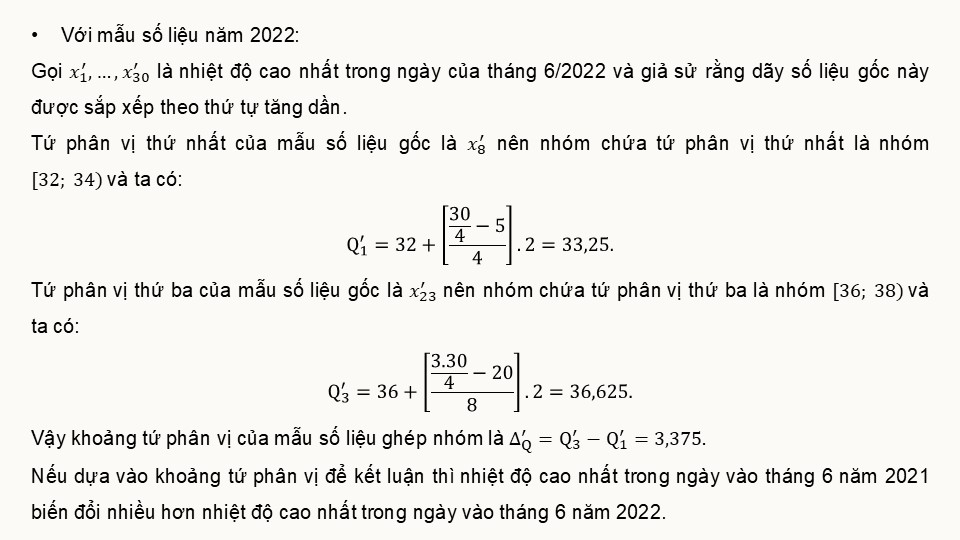 • Với mẫu số liệu năm 2022:
Gọi 𝑥′₁, … , 𝑥′₃₀ là nhiệt độ cao nhất trong ngày của tháng 6/2022 và giả sử rằng dãy số liệu gốc này
được sắp xếp theo thứ tự tăng dần.
Tứ phân vị thứ nhất của mẫu số liệu gốc là 𝑥′₈ nên nhóm chứa tứ phân vị thứ nhất là nhóm
[32; 34) và ta có:
Q′₁ = 32 + [(30/4 − 5)/4] . 2 = 33,25.
Tứ phân vị thứ ba của mẫu số liệu gốc là 𝑥′₂₃ nên nhóm chứa tứ phân vị thứ ba là nhóm [36; 38) và
ta có:
Q′₃ = 36 + [(3.30/4 − 20)/8] . 2 = 36,625.
Vậy khoảng tứ phân vị của mẫu số liệu ghép nhóm là Δ′Q = Q′₃ − Q′₁ = 3,375.
Nếu dựa vào khoảng tứ phân vị để kết luận thì nhiệt độ cao nhất trong ngày vào tháng 6 năm 2021
biến đổi nhiều hơn nhiệt độ cao nhất trong ngày vào tháng 6 năm 2022.